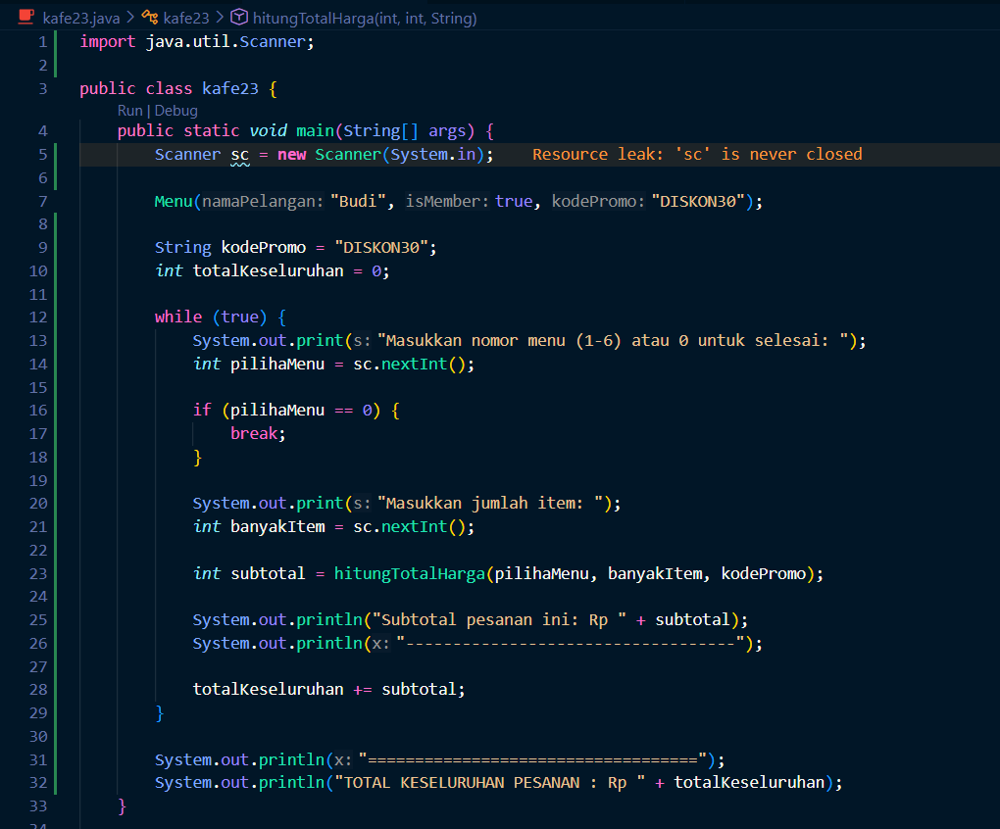 kafe23.java > kafe23 > hitungTotalHarga(int, int, String)
1 import java.util.Scanner;
2
3 public class kafe23 {
Run | Debug
4 public static void main(String[] args) {
5 Scanner sc = new Scanner(System.in); Resource leak: 'sc' is never closed
6
7 Menu(namaPelangan: "Budi", isMember: true, kodePromo: "DISKON30");
8
9 String kodePromo = "DISKON30";
10 int totalKeseluruhan = 0;
11
12 while (true) {
13 System.out.print(s: "Masukkan nomor menu (1-6) atau 0 untuk selesai: ");
14 int pilihaMenu = sc.nextInt();
15
16 if (pilihaMenu == 0) {
17 break;
18 }
19
20 System.out.print(s: "Masukkan jumlah item: ");
21 int banyakItem = sc.nextInt();
22
23 int subtotal = hitungTotalHarga(pilihaMenu, banyakItem, kodePromo);
24
25 System.out.println("Subtotal pesanan ini: Rp " + subtotal);
26 System.out.println(x: "-----------------------------------");
27
28 totalKeseluruhan += subtotal;
29 }
30
31 System.out.println(x: "===================================");
32 System.out.println("TOTAL KESELURUHAN PESANAN : Rp " + totalKeseluruhan);
33 }
34